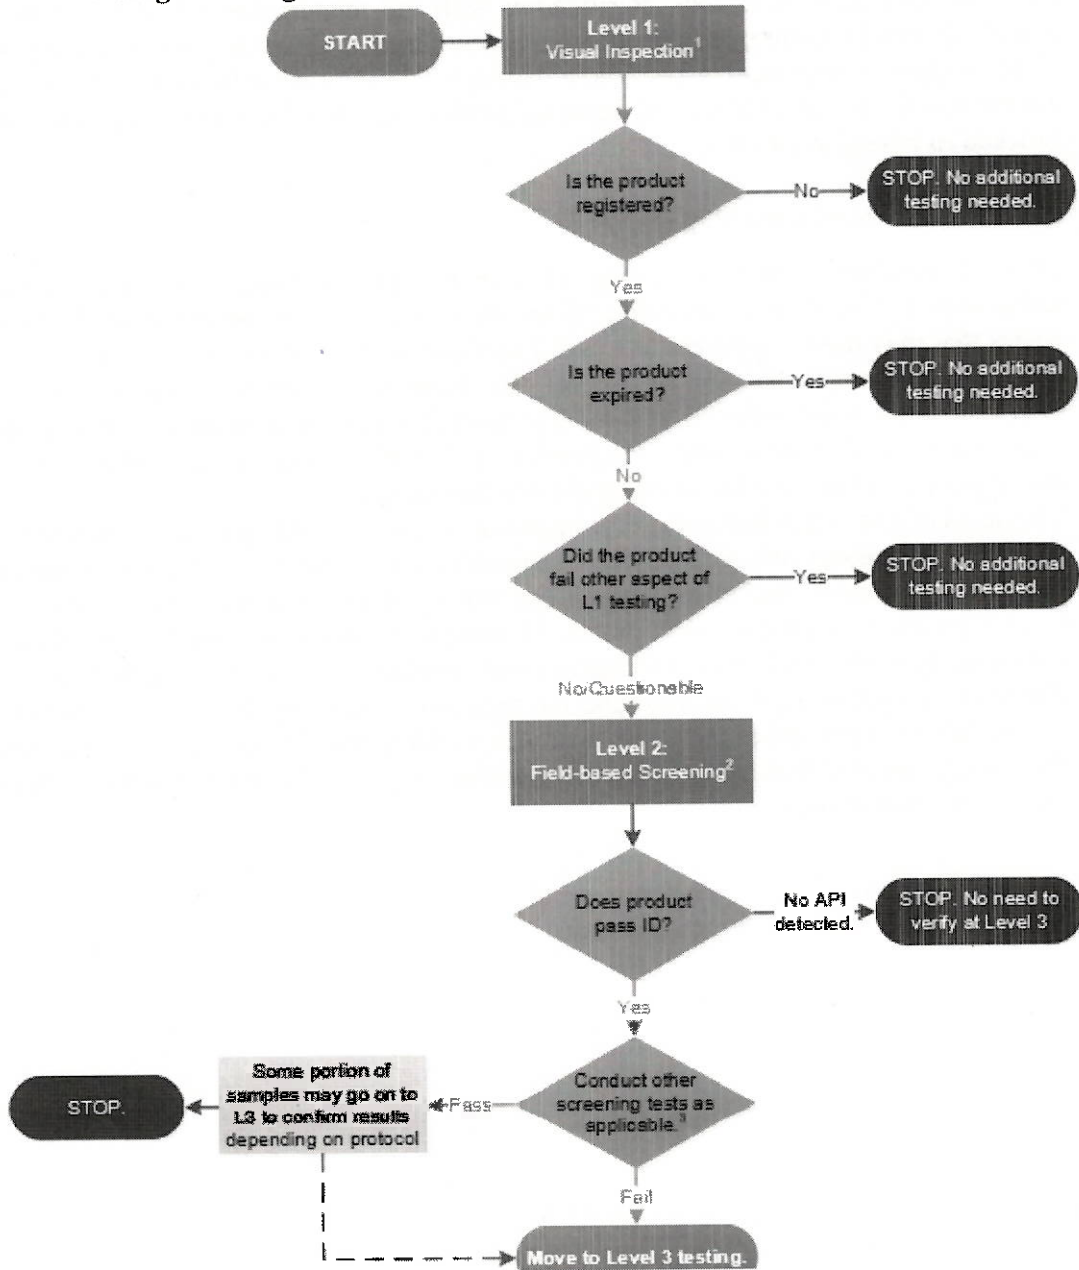 START
Level 1:
Visual Inspection¹
Is the product
registered?
No
STOP. No additional
testing needed.
Yes
Is the product
expired?
Yes
STOP. No additional
testing needed.
No
Did the product
fail other aspect of
L1 testing?
Yes
STOP. No additional
testing needed.
No/Questionable
Level 2:
Field-based Screening²
Does product
pass ID?
No API
detected.
STOP. No need to
verify at Level 3
Yes
Conduct other
screening tests as
applicable.³
Pass
Some portion of
samples may go on to
L3 to confirm results
depending on protocol
STOP.
Fail
Move to Level 3 testing.